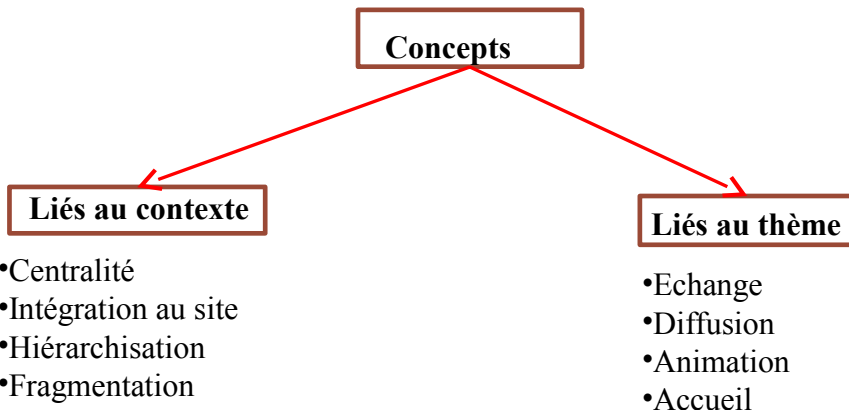 Concepts
Liés au contexte
•Centralité
•Intégration au site
•Hiérarchisation
•Fragmentation
Liés au thème
•Echange
•Diffusion
•Animation
•Accueil